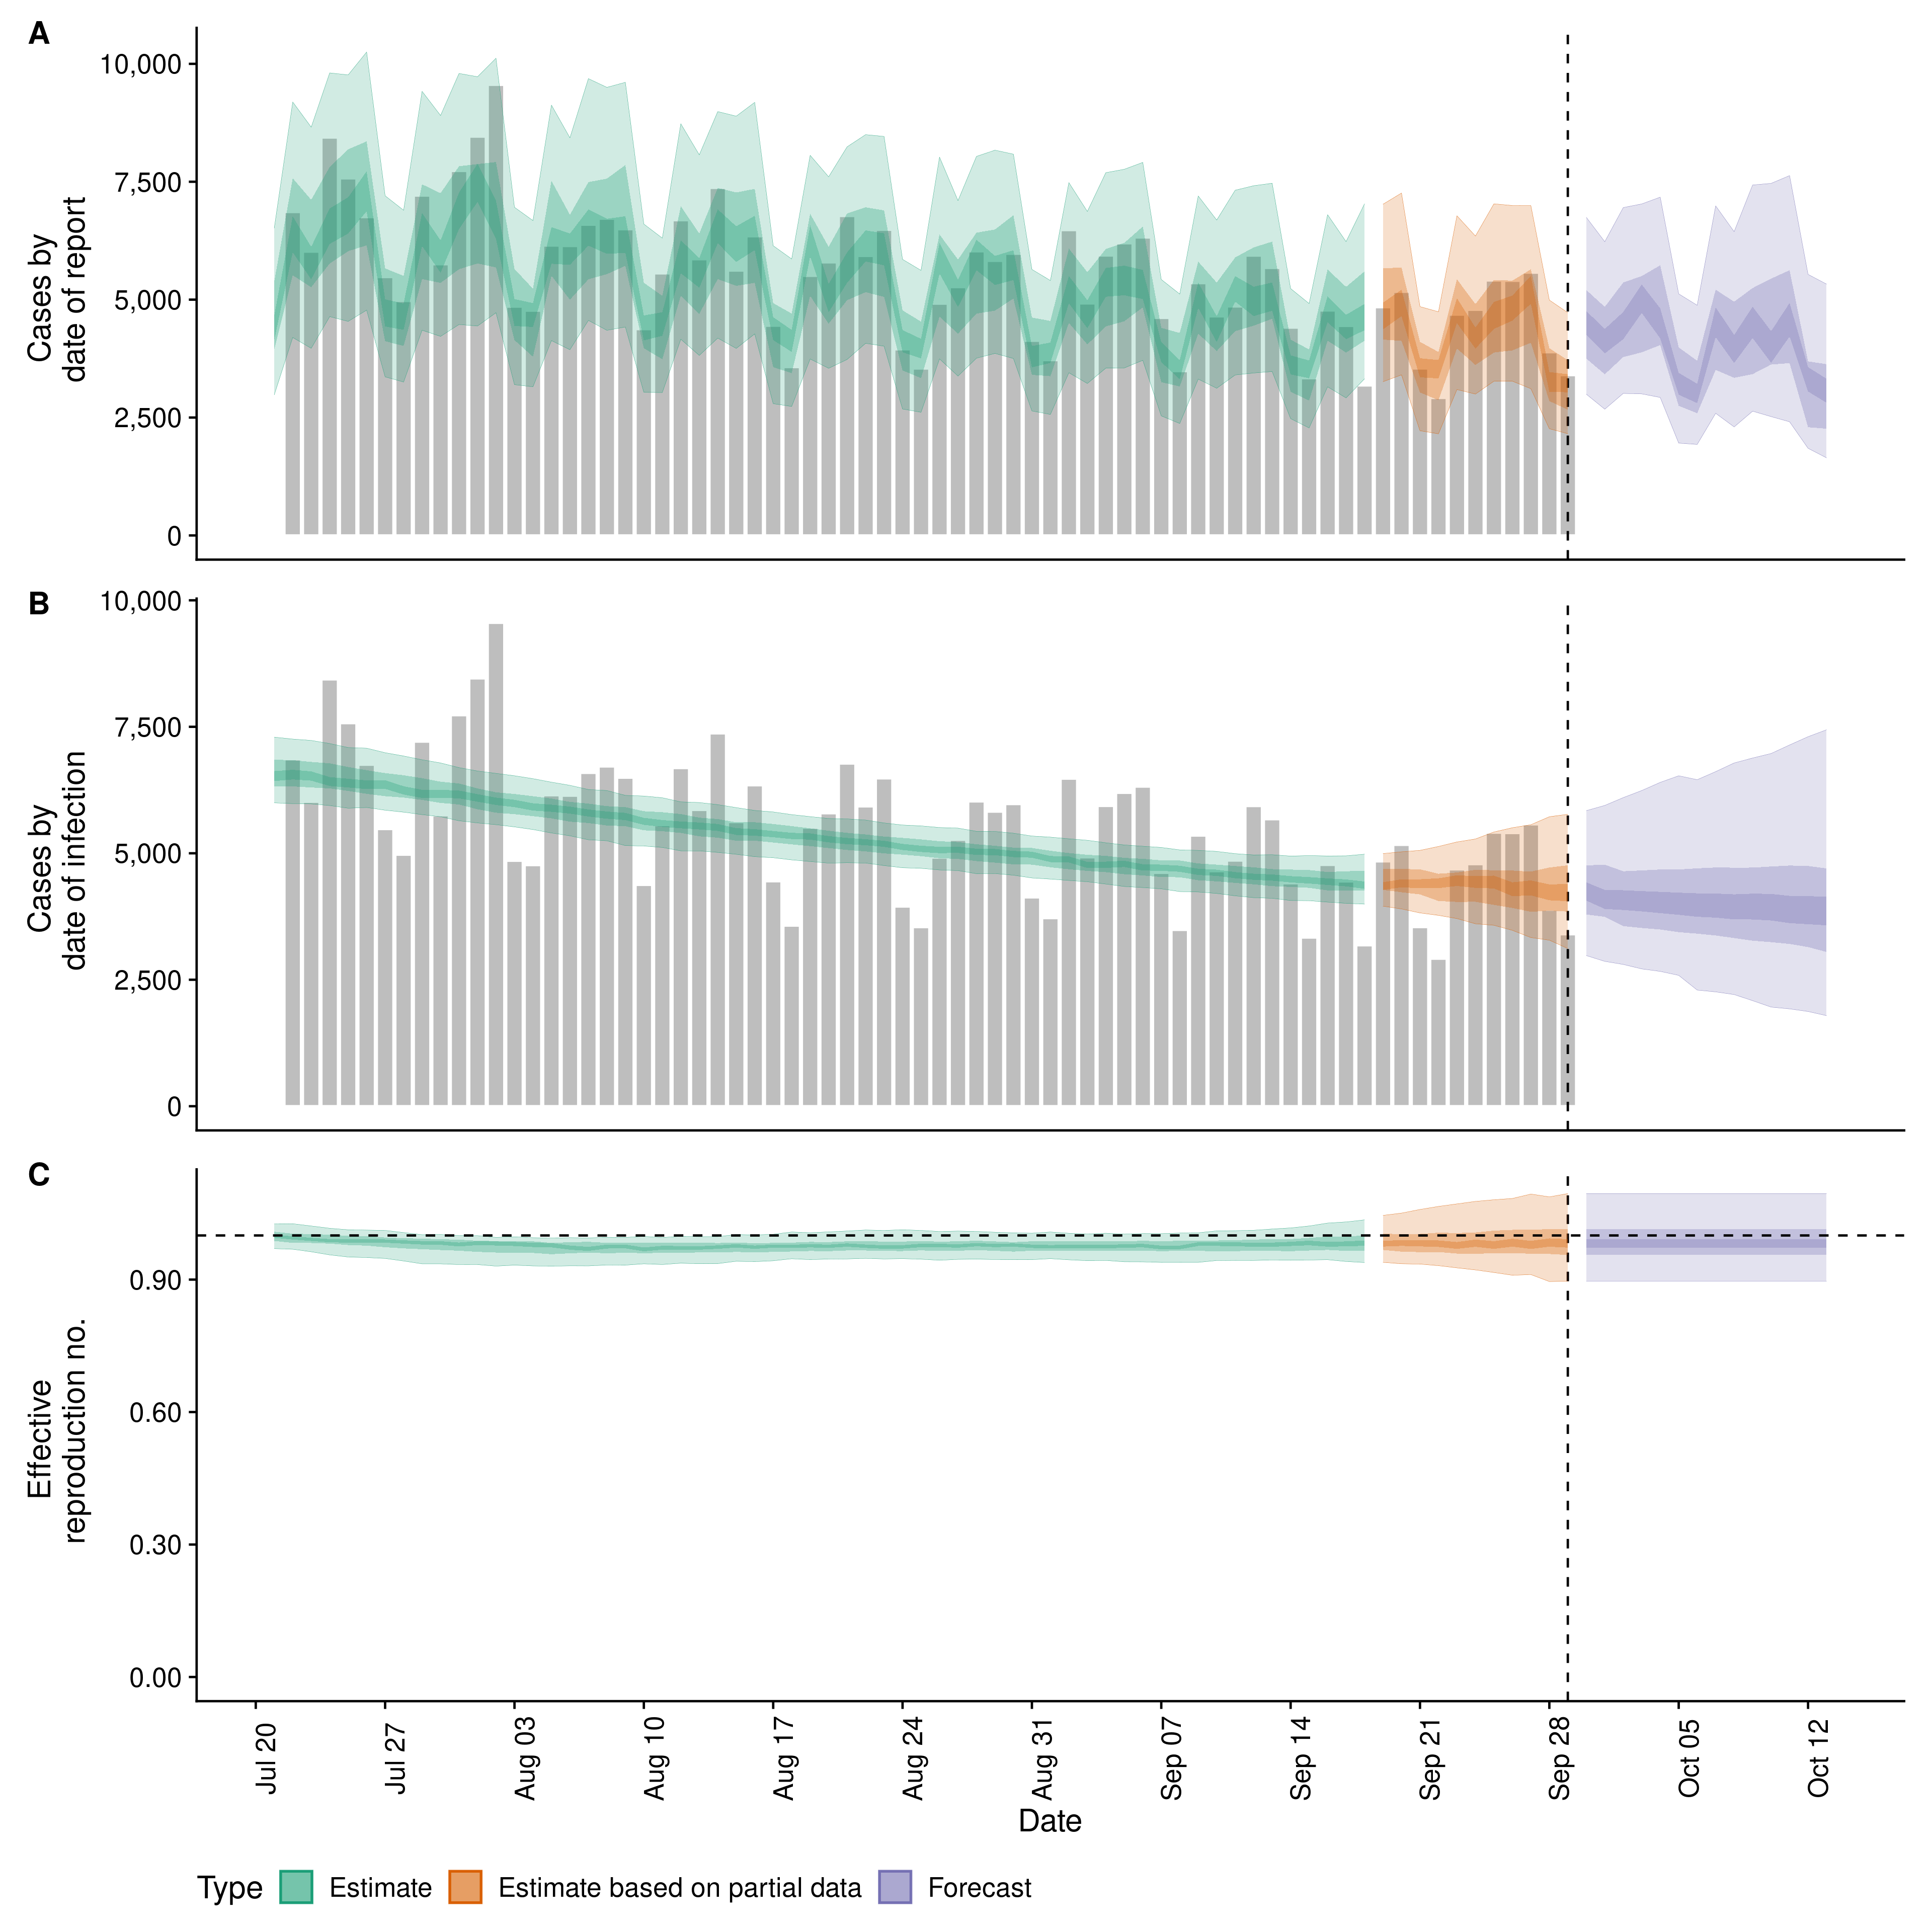 A
10,000
7,500
5,000
2,500
0
Cases by
date of report
B
10,000
7,500
5,000
2,500
0
Cases by
date of infection
C
0.90
0.60
0.30
0.00
Effective
reproduction no.
Jul 20
Jul 27
Aug 03
Aug 10
Aug 17
Aug 24
Aug 31
Sep 07
Sep 14
Sep 21
Sep 28
Oct 05
Oct 12
Date
Type Estimate Estimate based on partial data Forecast